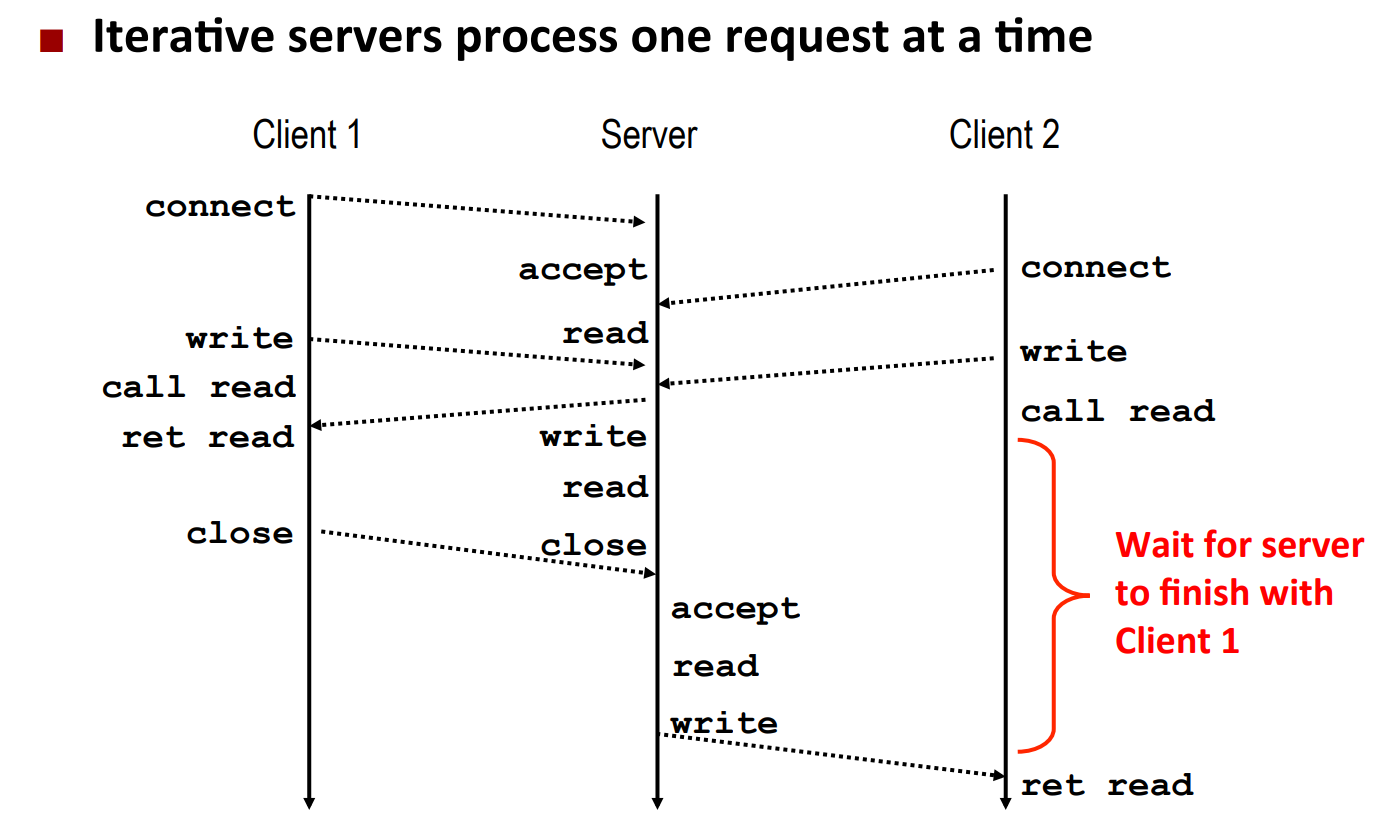 Iterative servers process one request at a time
Client 1
Server
Client 2
connect
accept
connect
write
read
write
call read
call read
ret read
write
read
close
close
Wait for server
to finish with
Client 1
accept
read
write
ret read